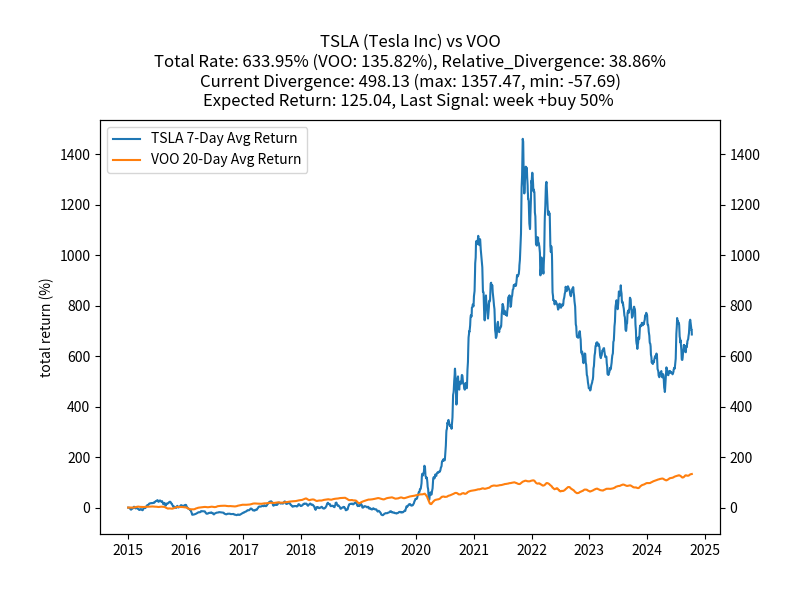 TSLA (Tesla Inc) vs VOO
Total Rate: 633.95% (VOO: 135.82%), Relative_Divergence: 38.86%
Current Divergence: 498.13 (max: 1357.47, min: -57.69)
Expected Return: 125.04, Last Signal: week +buy 50%
TSLA 7-Day Avg Return
VOO 20-Day Avg Return
total return (%)
1400
1200
1000
800
600
400
200
0
1400
1200
1000
800
600
400
200
0
2015 2016 2017 2018 2019 2020 2021 2022 2023 2024 2025